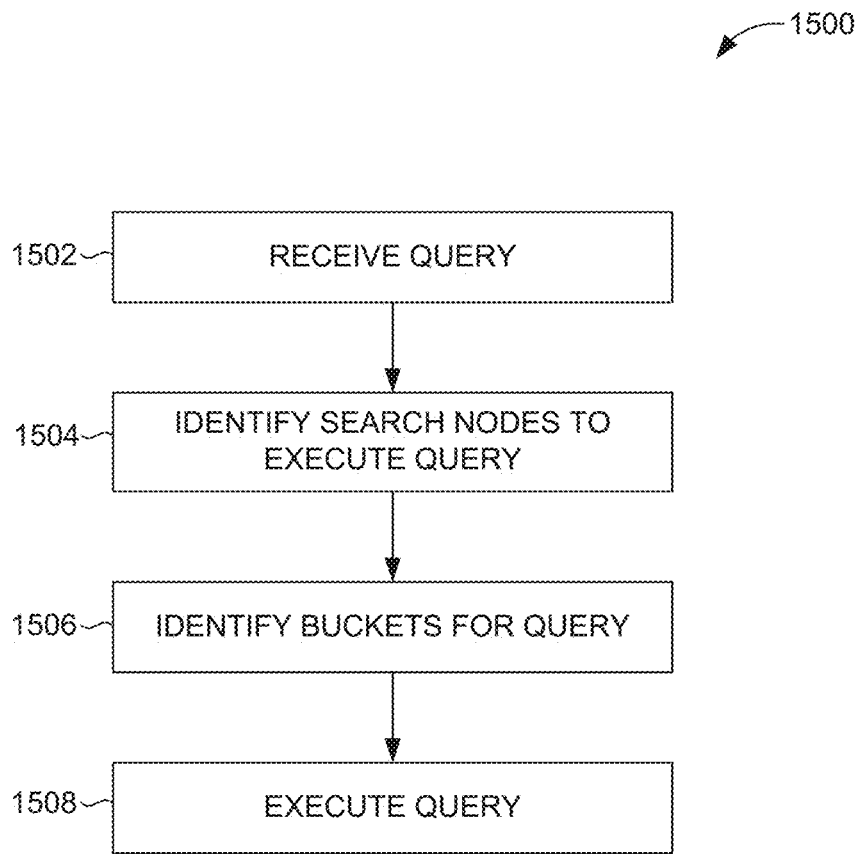 1500
1502
RECEIVE QUERY
1504
IDENTIFY SEARCH NODES TO
EXECUTE QUERY
1506
IDENTIFY BUCKETS FOR QUERY
1508
EXECUTE QUERY